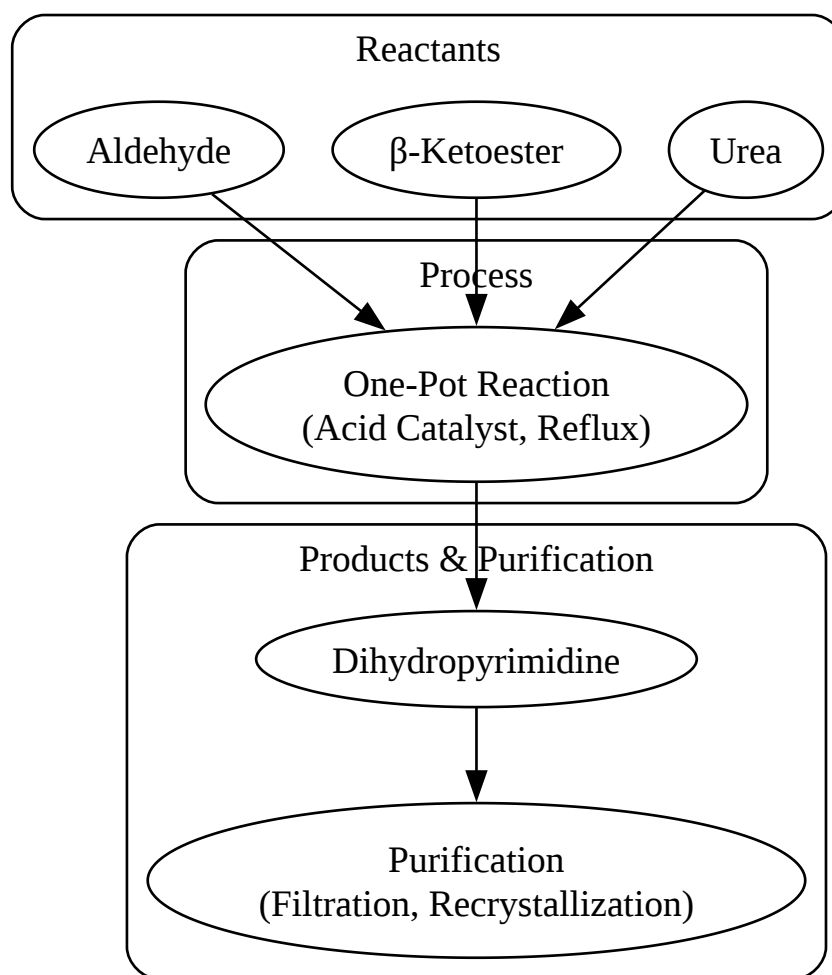 Reactants
Aldehyde
β-Ketoester
Urea
Process
One-Pot Reaction
(Acid Catalyst, Reflux)
Products & Purification
Dihydropyrimidine
Purification
(Filtration, Recrystallization)